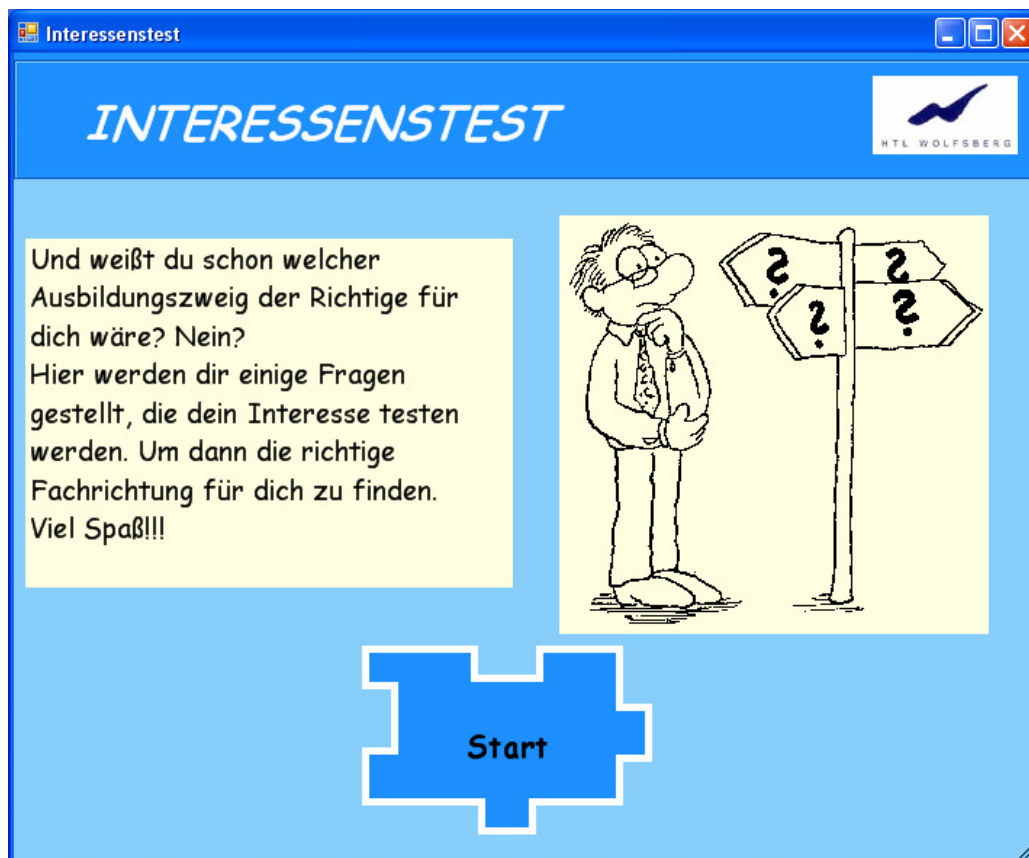 Interessenstest
INTERESSENSTEST
HTL WOLFSBERG
Und weißt du schon welcher
Ausbildungszweig der Richtige für
dich wäre? Nein?
Hier werden dir einige Fragen
gestellt, die dein Interesse testen
werden. Um dann die richtige
Fachrichtung für dich zu finden.
Viel Spaß!!!
? ?
? ?
Start